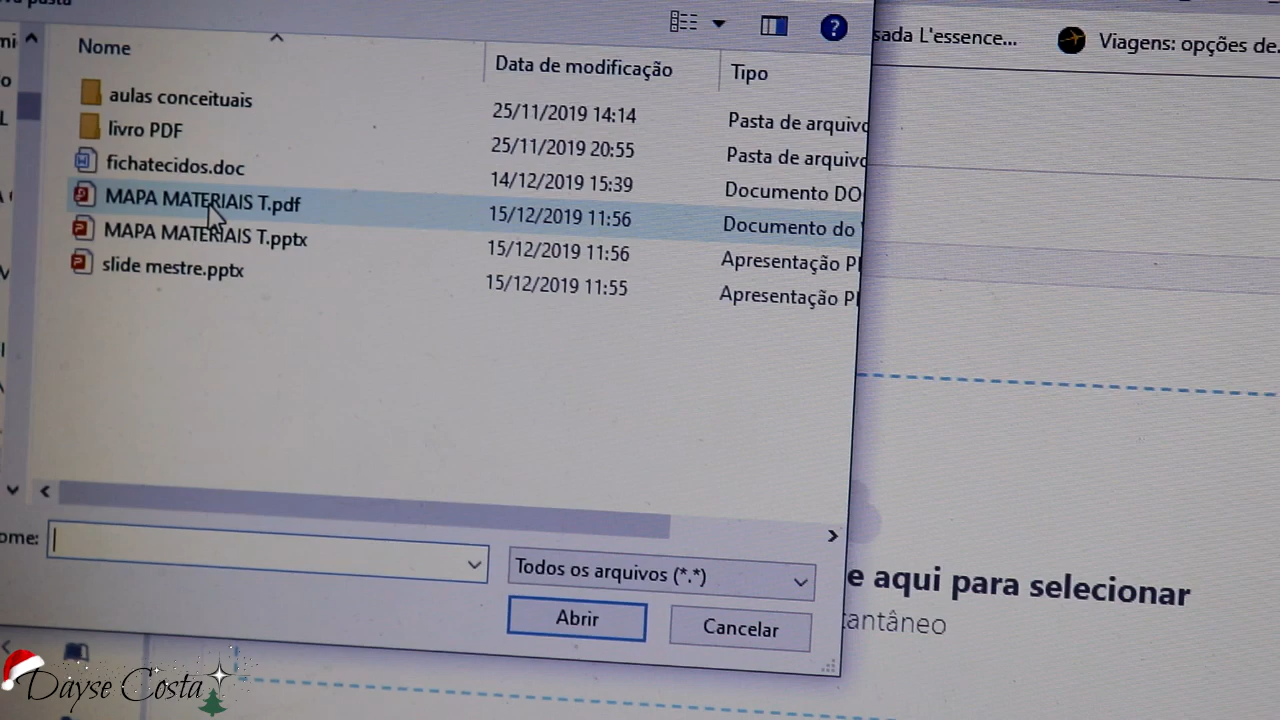 Nome
Data de modificação
Tipo
aulas conceituais
25/11/2019 14:14
Pasta de arquivo
livro PDF
25/11/2019 20:55
Pasta de arquivo
fichatecidos.doc
14/12/2019 15:39
Documento DO
MAPA MATERIAIS T.pdf
15/12/2019 11:56
Documento do
MAPA MATERIAIS T.pptx
15/12/2019 11:56
Apresentação
slide mestre.pptx
15/12/2019 11:55
Apresentação
ome:
Todos os arquivos (*.*)
Abrir
Cancelar
sada L'essence...
Viagens: opções de.
e aqui para selecionar
antâneo
Dayse Costa